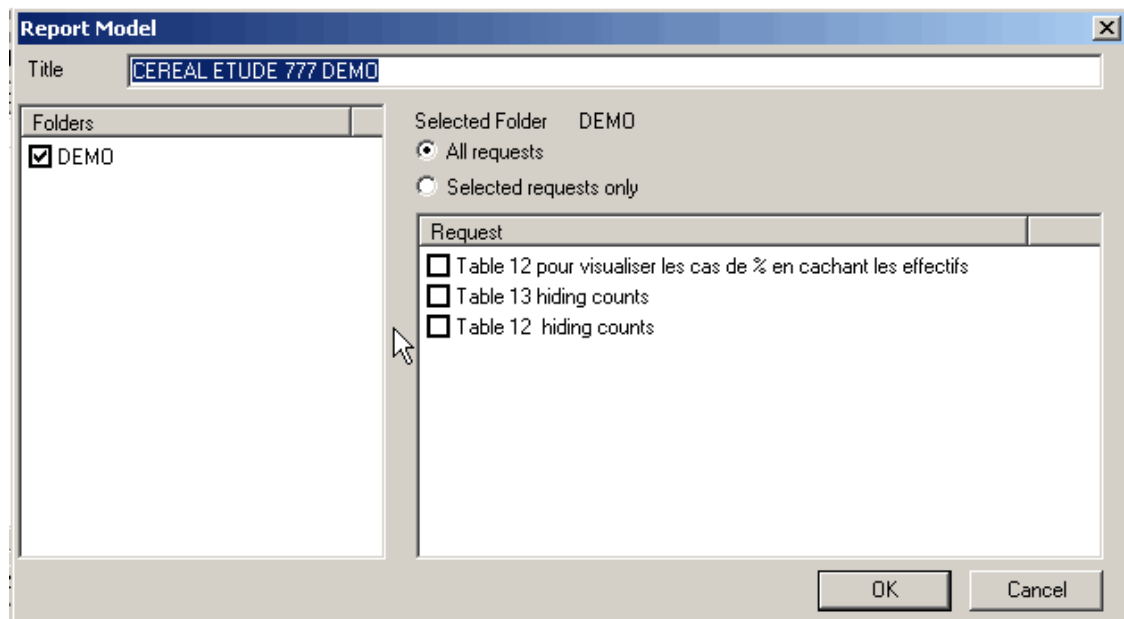 Report Model
Title CEREAL ETUDE 777 DEMO
Folders
DEMO
Selected Folder DEMO
All requests
Selected requests only
Request
Table 12 pour visualiser les cas de % en cachant les effectifs
Table 13 hiding counts
Table 12 hiding counts
OK Cancel